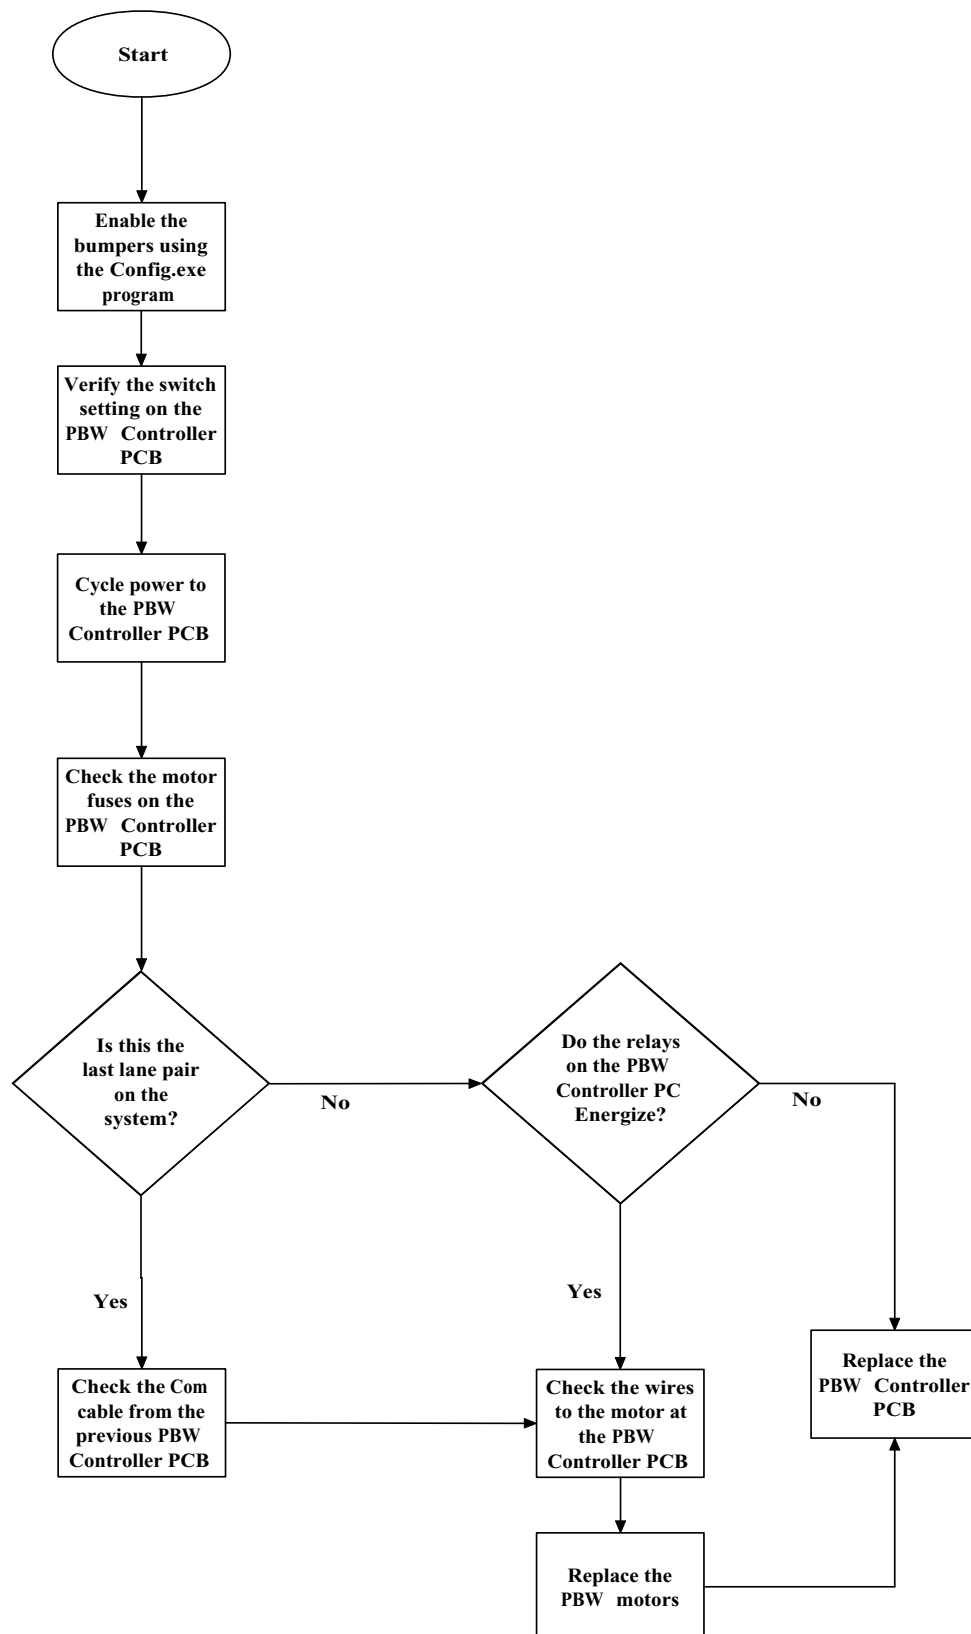 Start
Enable the
bumpers using
the Config.exe
program
Verify the switch
setting on the
PBW Controller
PCB
Cycle power to
the PBW
Controller PCB
Check the motor
fuses on the
PBW Controller
PCB
Is this the
last lane pair
on the
system?
No
Do the relays
on the PBW
Controller PC
Energize?
No
Yes
Yes
Check the Com
cable from the
previous PBW
Controller PCB
Check the wires
to the motor at
the PBW
Controller PCB
Replace the
PBW Controller
PCB
Replace the
PBW motors